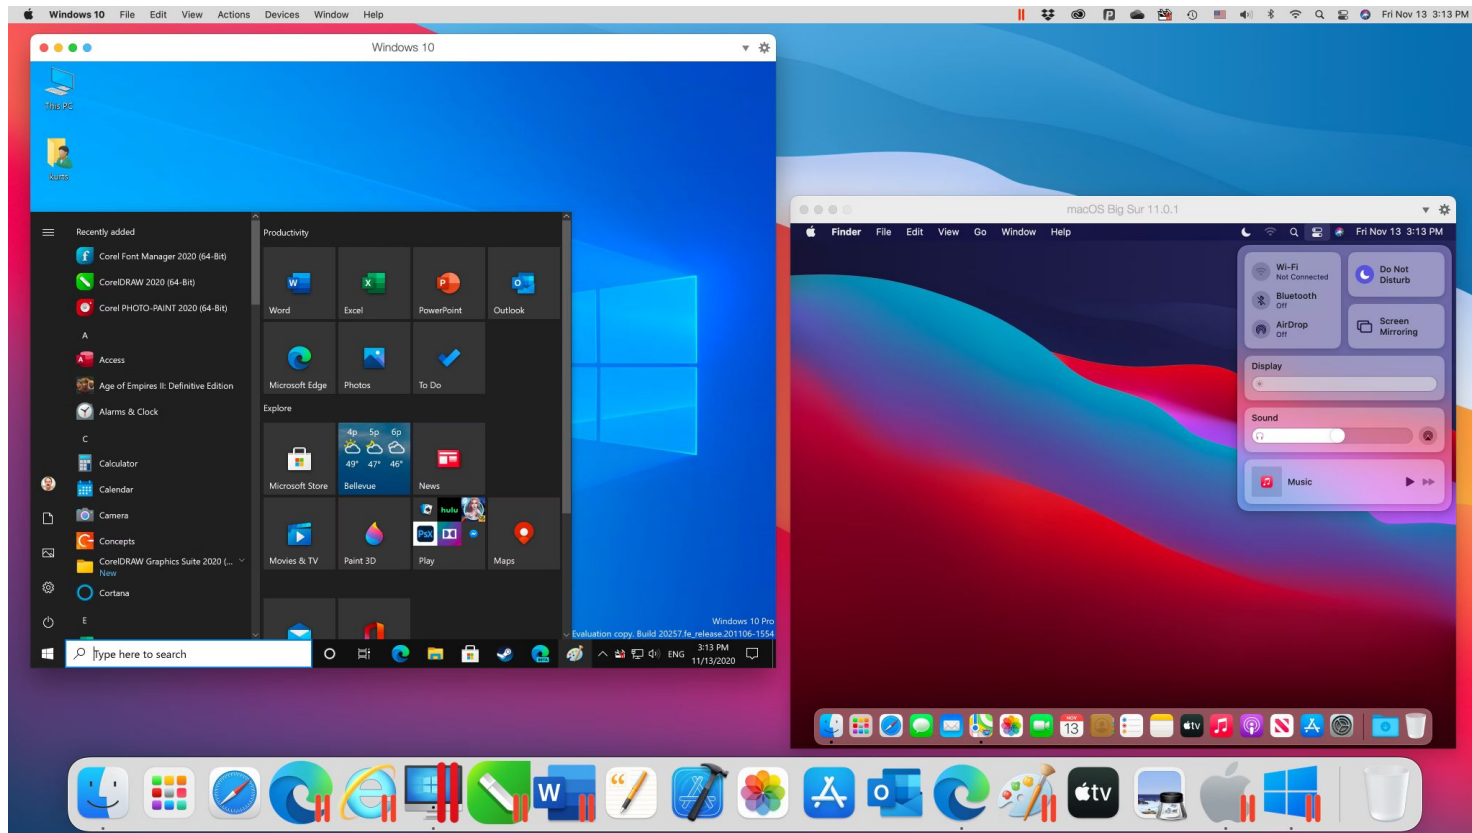 Windows 10 File Edit View Actions Devices Window Help
Fri Nov 13 3:13 PM
Windows 10
This PC
kurts
Recently added
Corel Font Manager 2020 (64-Bit)
CorelDRAW 2020 (64-Bit)
Corel PHOTO-PAINT 2020 (64-Bit)
A
Access
Age of Empires II: Definitive Edition
Alarms & Clock
C
Calculator
Calendar
Camera
Concepts
CorelDRAW Graphics Suite 2020 (...
New
Cortana
E
Productivity
Word Excel PowerPoint Outlook
Microsoft Edge Photos To Do
Explore
4p 5p 6p
49° 47° 46°
Microsoft Store Bellevue News
hulu
PsX
Movies & TV Paint 3D Play Maps
Windows 10 Pro
Evaluation copy. Build 20257.fe_release.201106-1554
Type here to search
ENG
3:13 PM
11/13/2020
macOS Big Sur 11.0.1
Finder File Edit View Go Window Help
Fri Nov 13 3:13 PM
Wi-Fi
Not Connected
Bluetooth
Off
AirDrop
Off
Do Not
Disturb
Screen
Mirroring
Display
Sound
Music
NOV
13
tv
W
tv